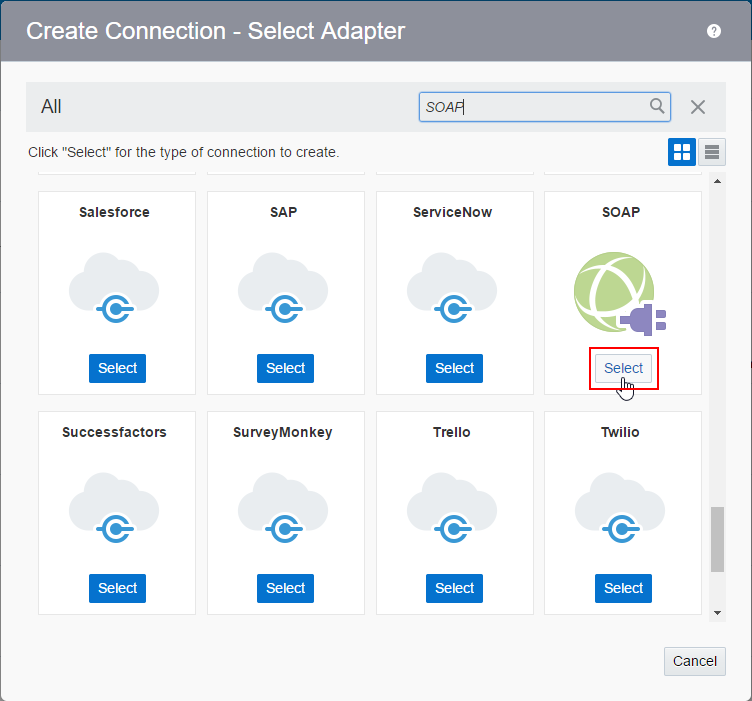 Create Connection - Select Adapter
?
All
SOAP
Click "Select" for the type of connection to create.
Salesforce SAP ServiceNow SOAP
Select Select Select Select
Successfactors SurveyMonkey Trello Twilio
Select Select Select Select
Cancel